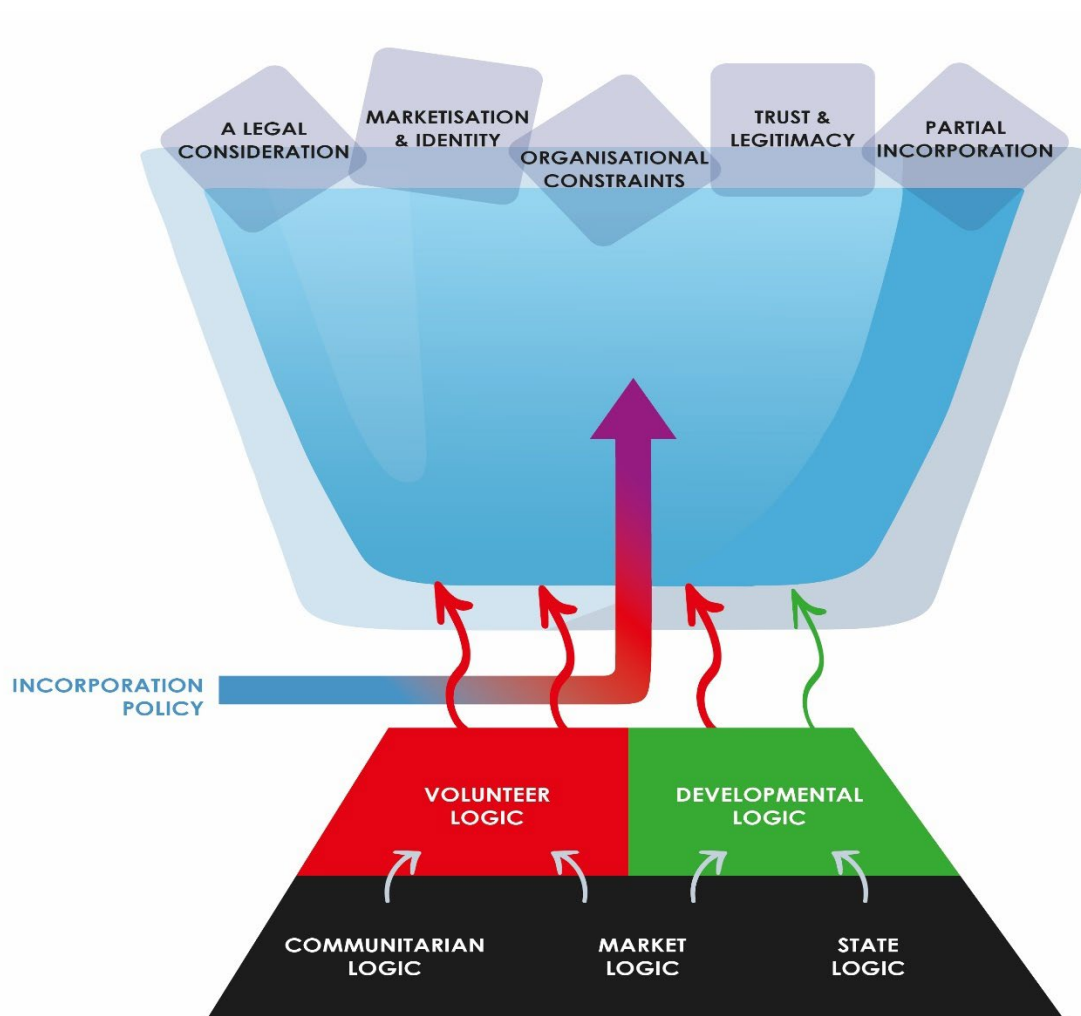 A LEGAL
CONSIDERATION
MARKETISATION
& IDENTITY
ORGANISATIONAL
CONSTRAINTS
TRUST &
LEGITIMACY
PARTIAL
INCORPORATION
INCORPORATION
POLICY
VOLUNTEER
LOGIC
DEVELOPMENTAL
LOGIC
COMMUNITARIAN
LOGIC
MARKET
LOGIC
STATE
LOGIC